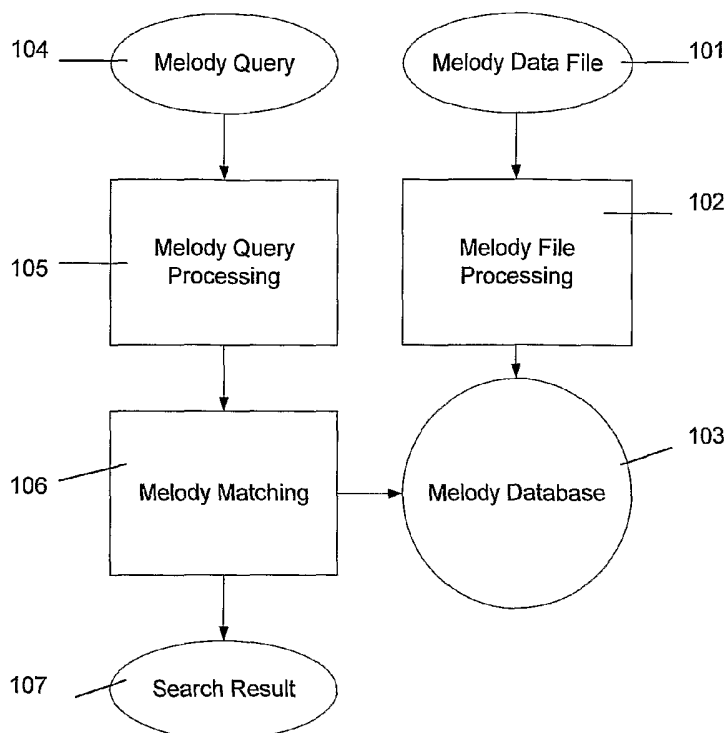 104
Melody Query
Melody Data File
101
102
105
Melody Query
Processing
Melody File
Processing
103
106
Melody Matching
Melody Database
107
Search Result